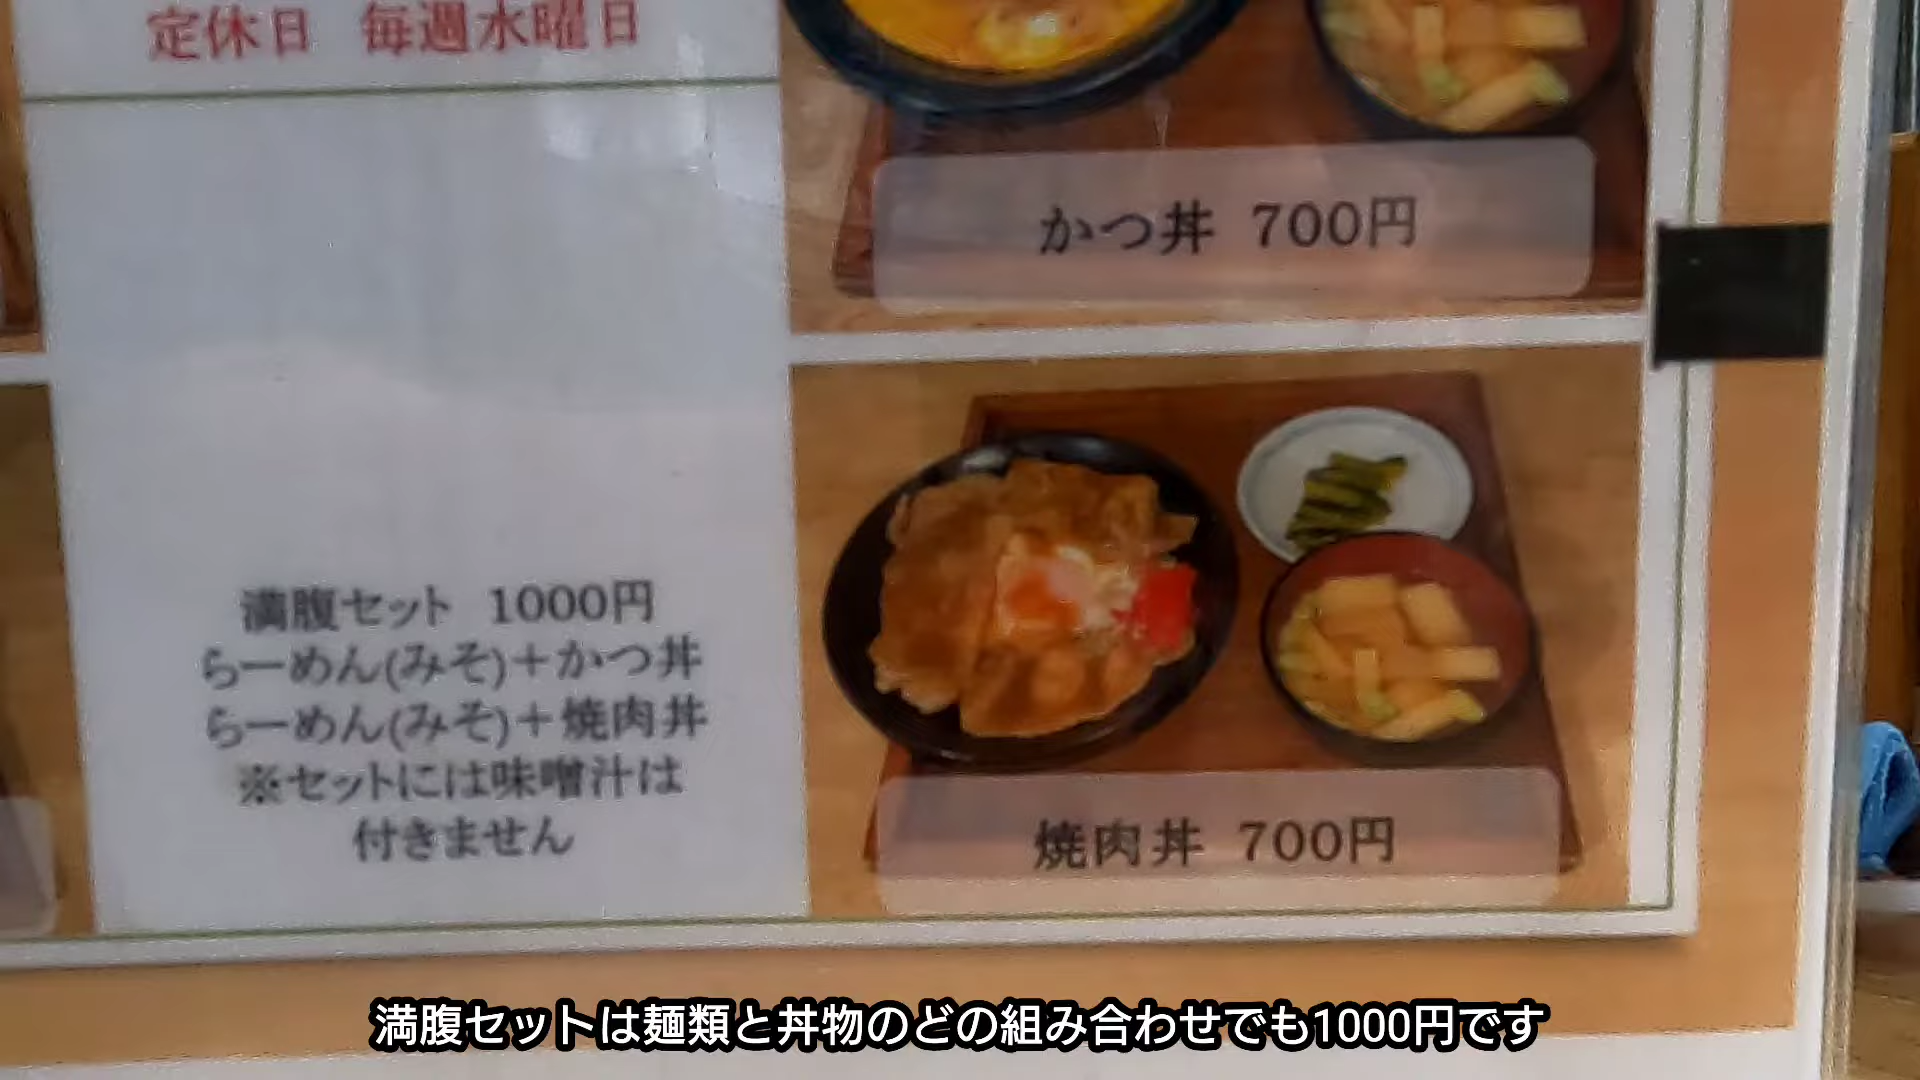 定休日 毎週水曜日
かつ丼 700円
満腹セット 1000円
らーめん(みそ)＋かつ丼
らーめん(みそ)＋焼肉丼
※セットには味噌汁は
付きません
焼肉丼 700円
満腹セットは麺類と丼物のどの組み合わせでも1000円です